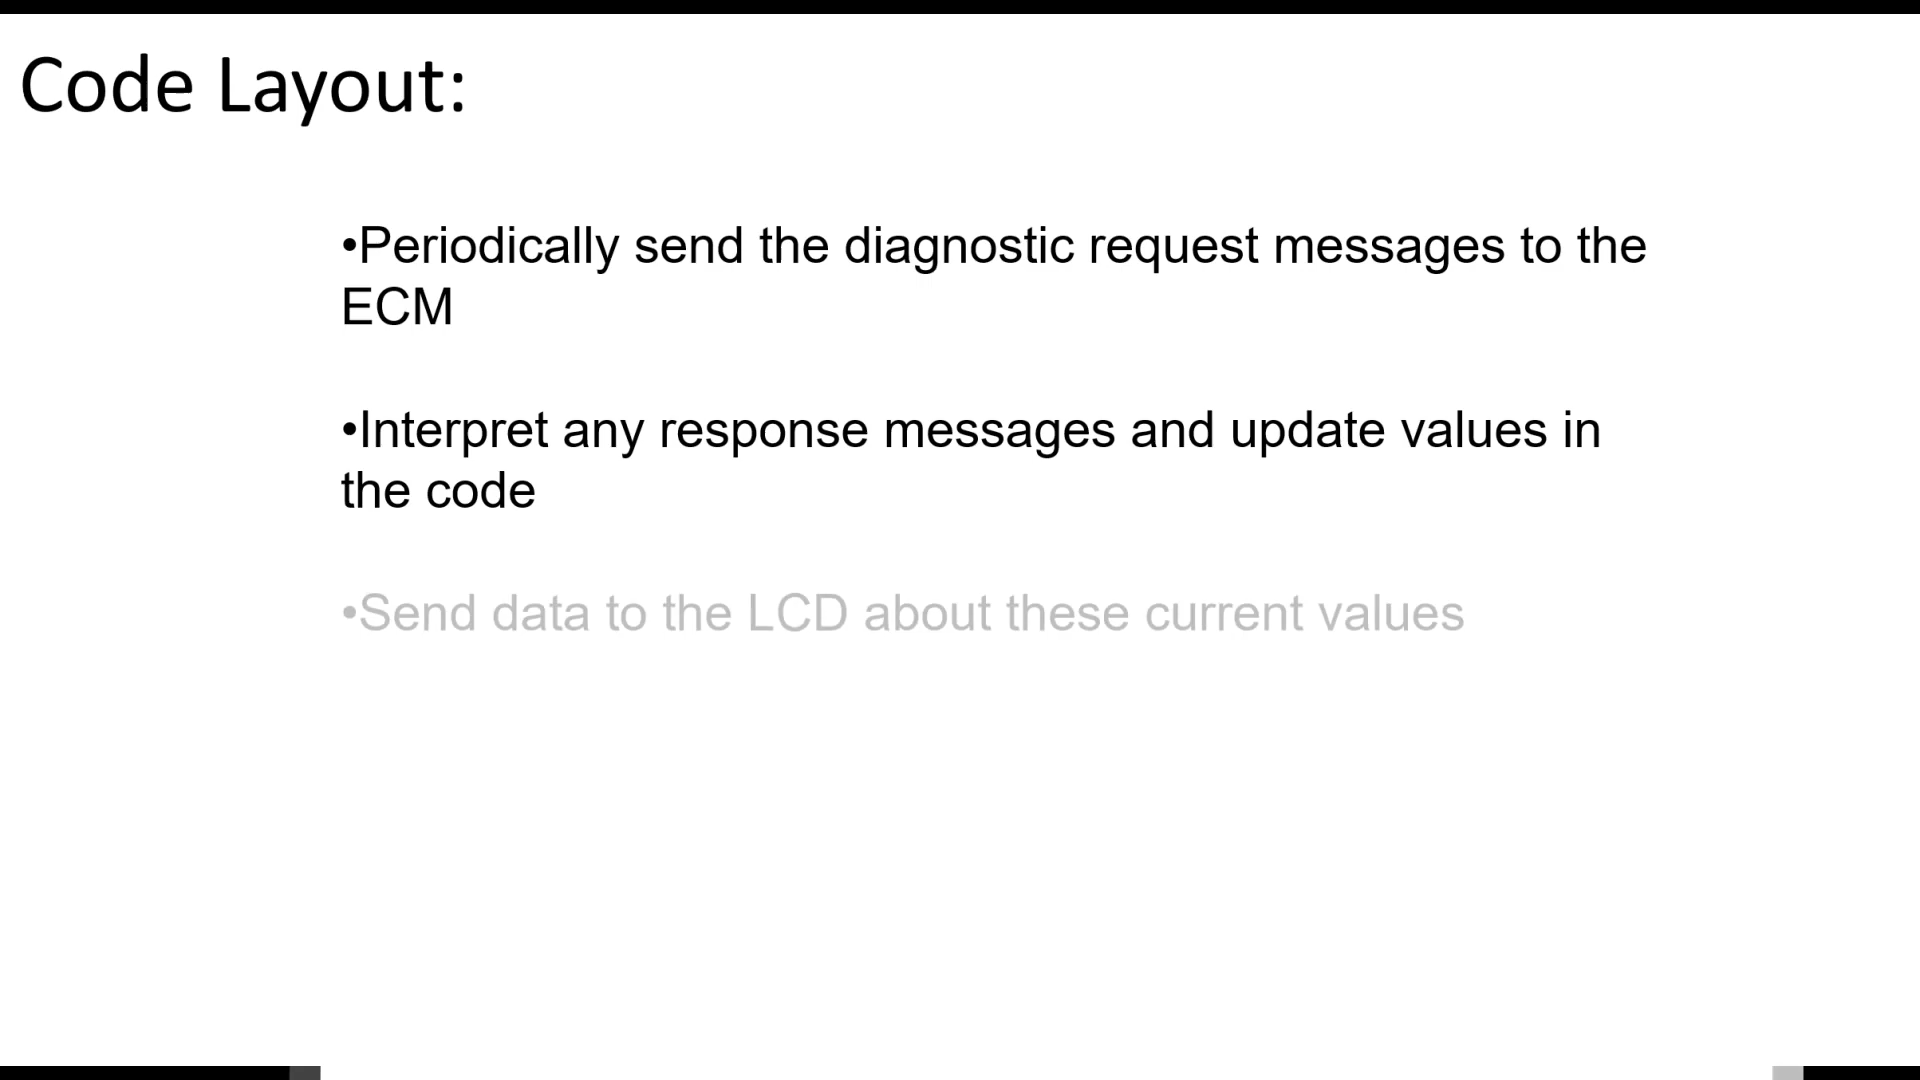 Code Layout:
•Periodically send the diagnostic request messages to the
ECM
•Interpret any response messages and update values in
the code
•Send data to the LCD about these current values